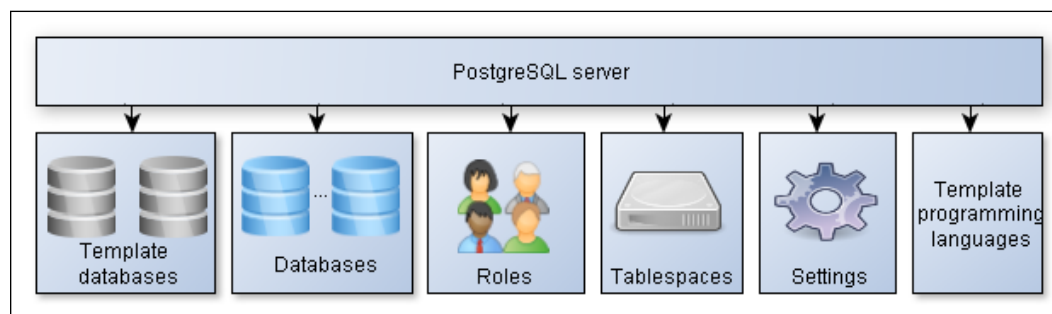 PostgreSQL server
Template
databases
...
Databases
Roles
Tablespaces
Settings
Template
programming
languages